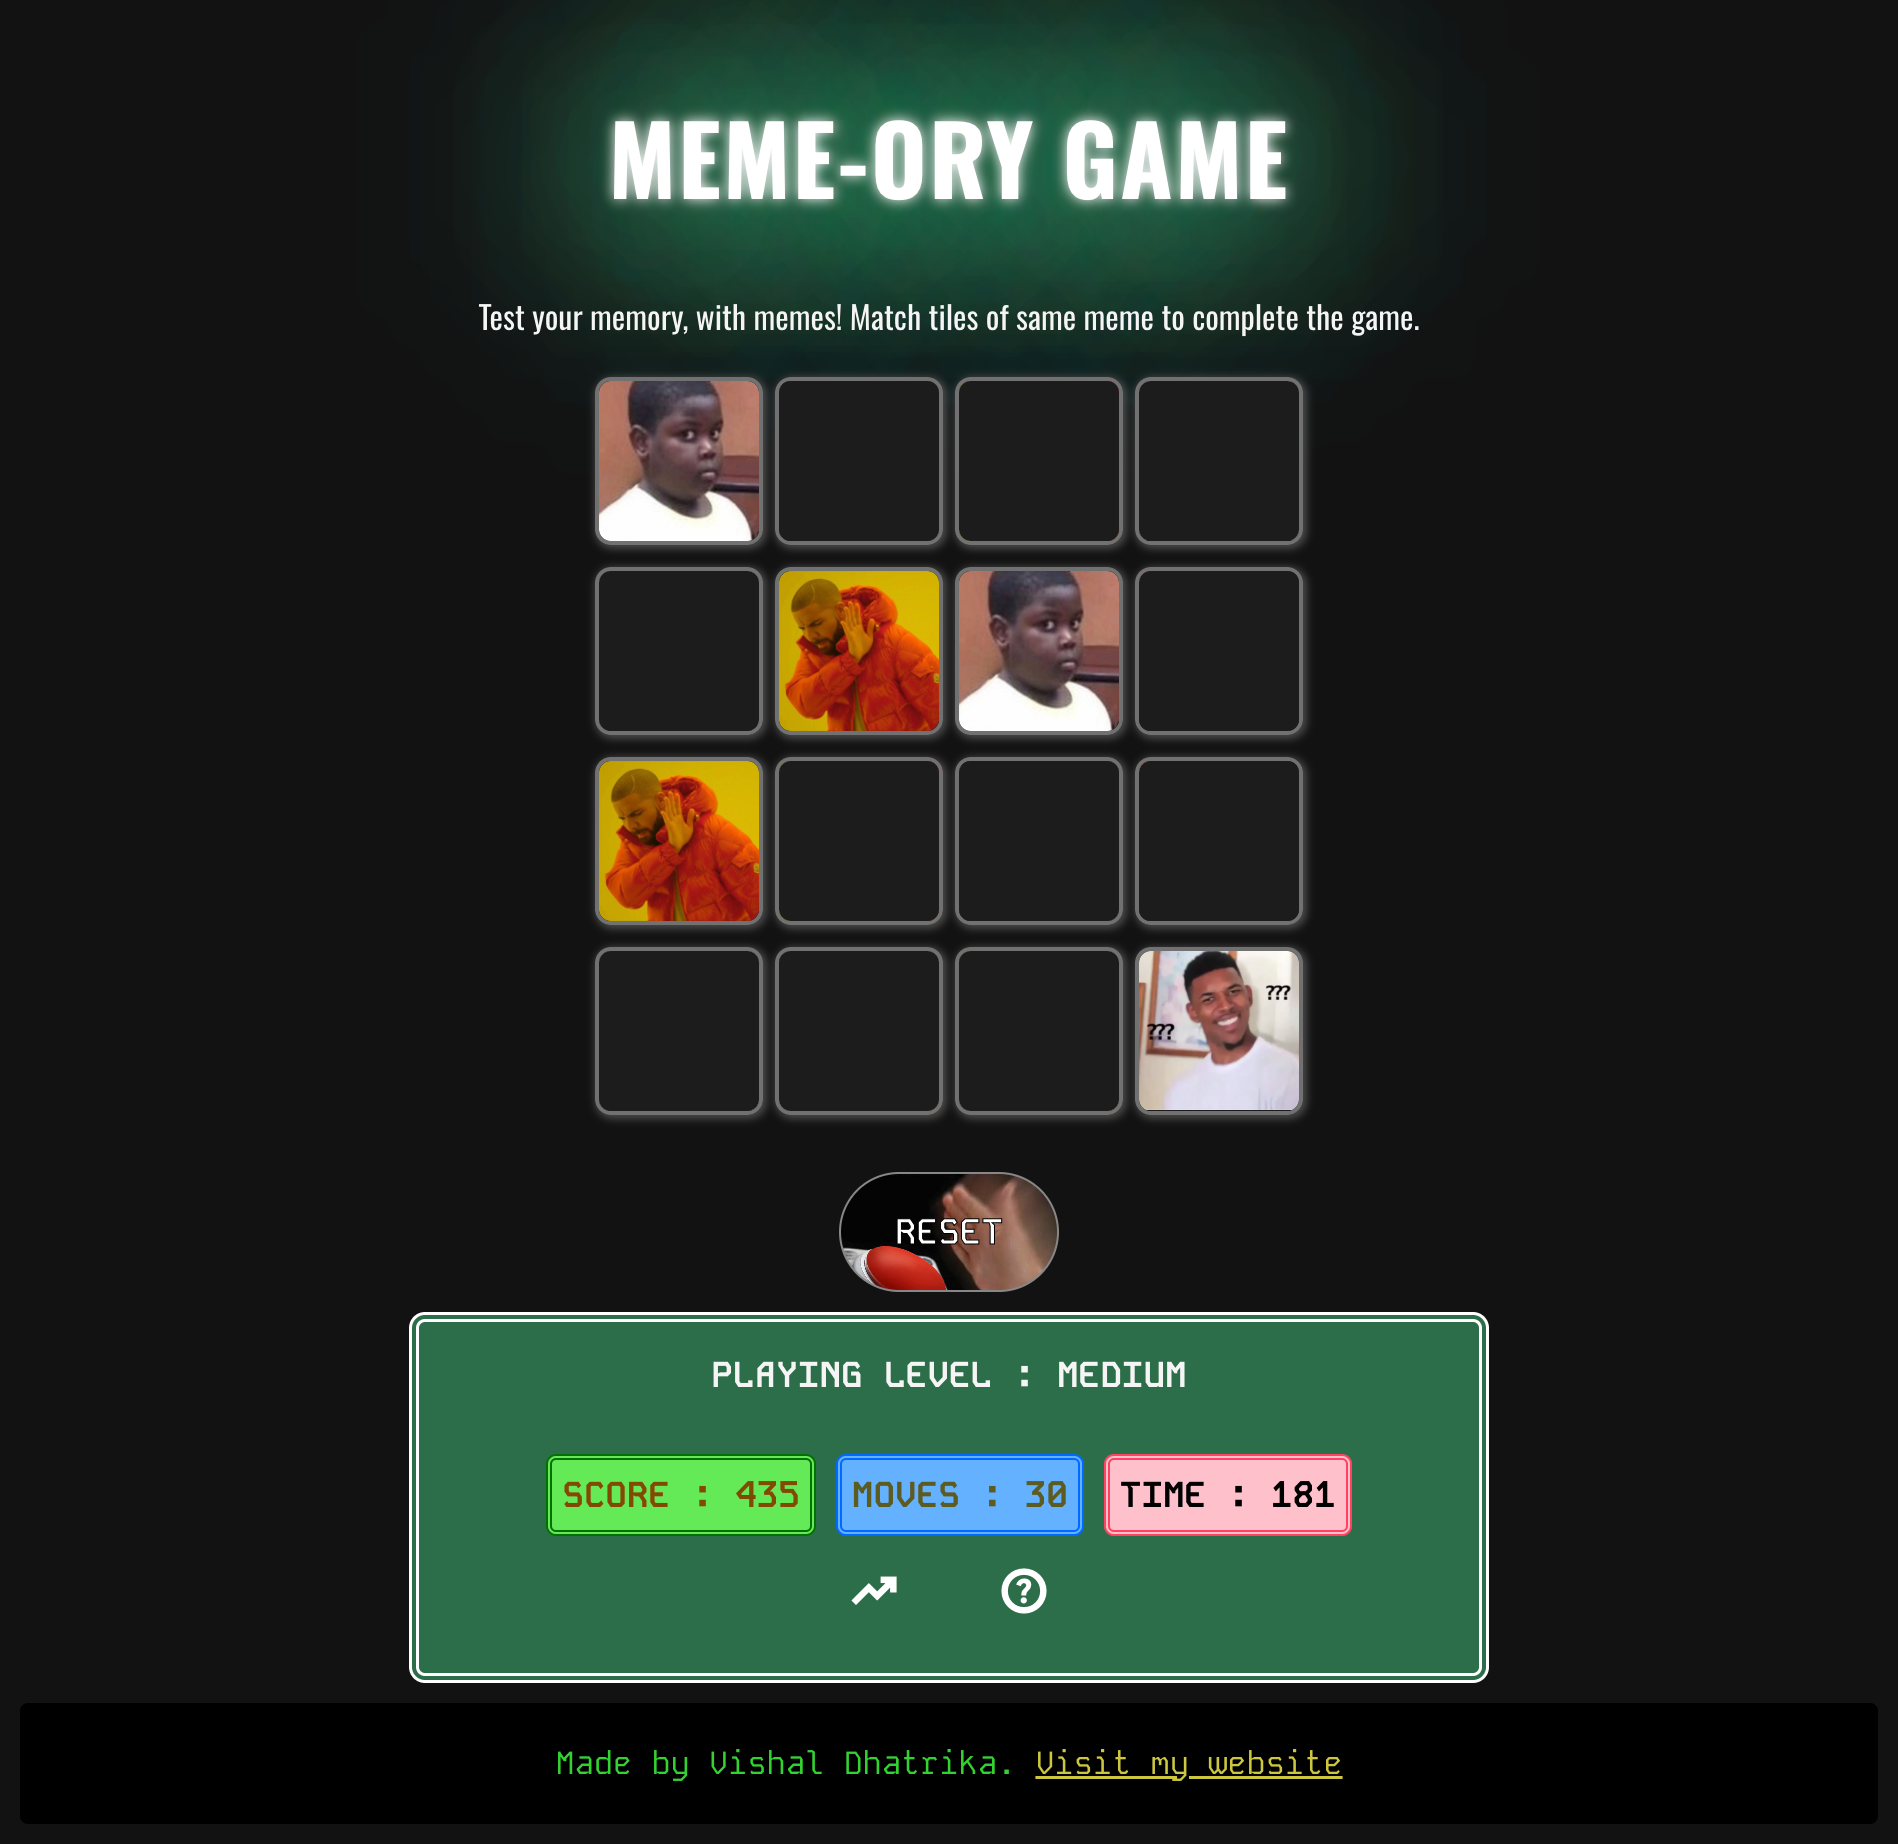 MEME-ORY GAME
Test your memory, with memes! Match tiles of same meme to complete the game.
???
???
RESET
PLAYING LEVEL : MEDIUM
SCORE : 435
MOVES : 30
TIME : 181
?
Made by Vishal Dhatrika. Visit my website